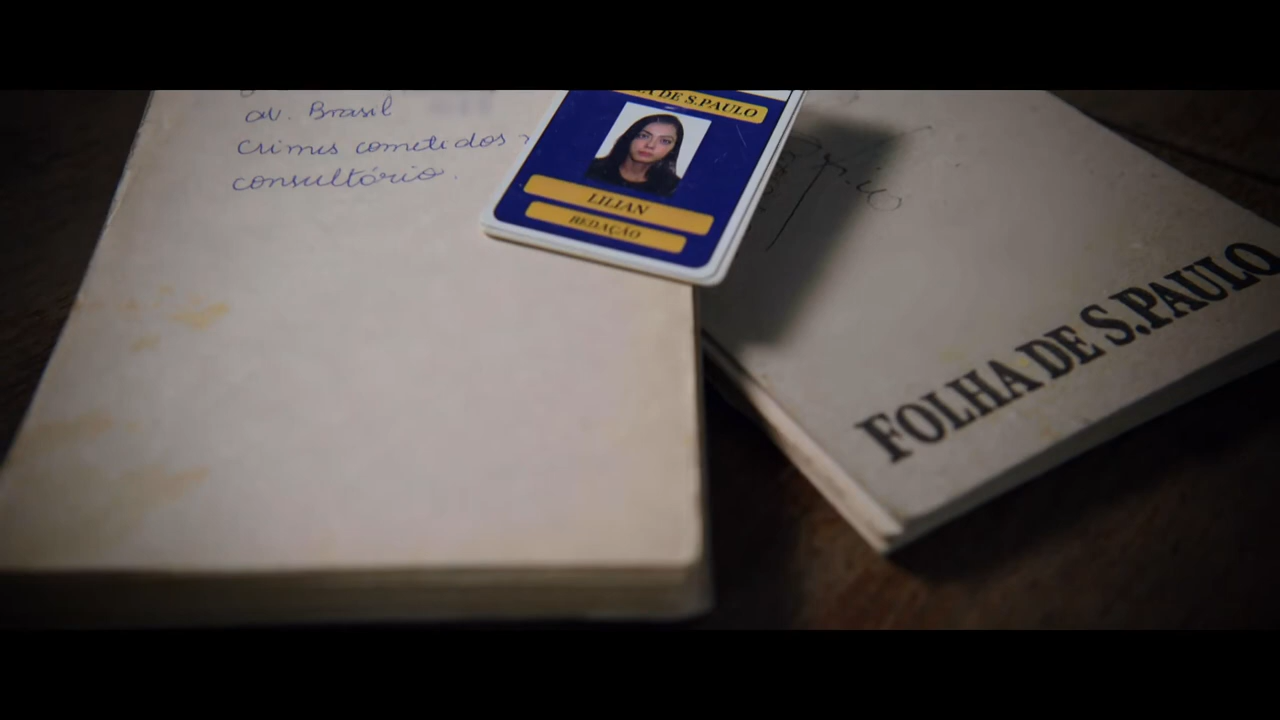 av. Brasil
crimes cometidos
consultório.
A DE S.PAULO
LILIAN
REDAÇÃO
FOLHA DE S.PAULO